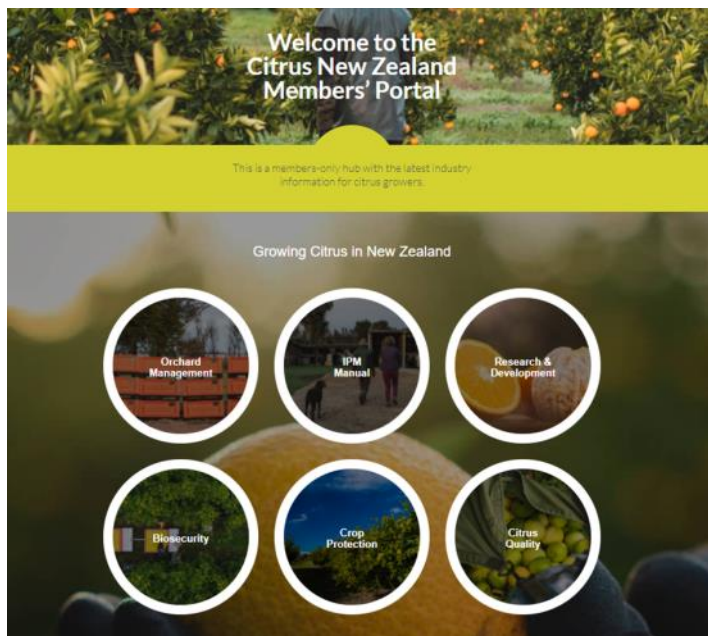 Welcome to the
Citrus New Zealand
Members' Portal
This is a members-only hub with the latest industry
information for citrus growers.
Growing Citrus in New Zealand
Orchard
Management
IPM
Manual
Research &
Development
Biosecurity
Crop
Protection
Citrus
Quality